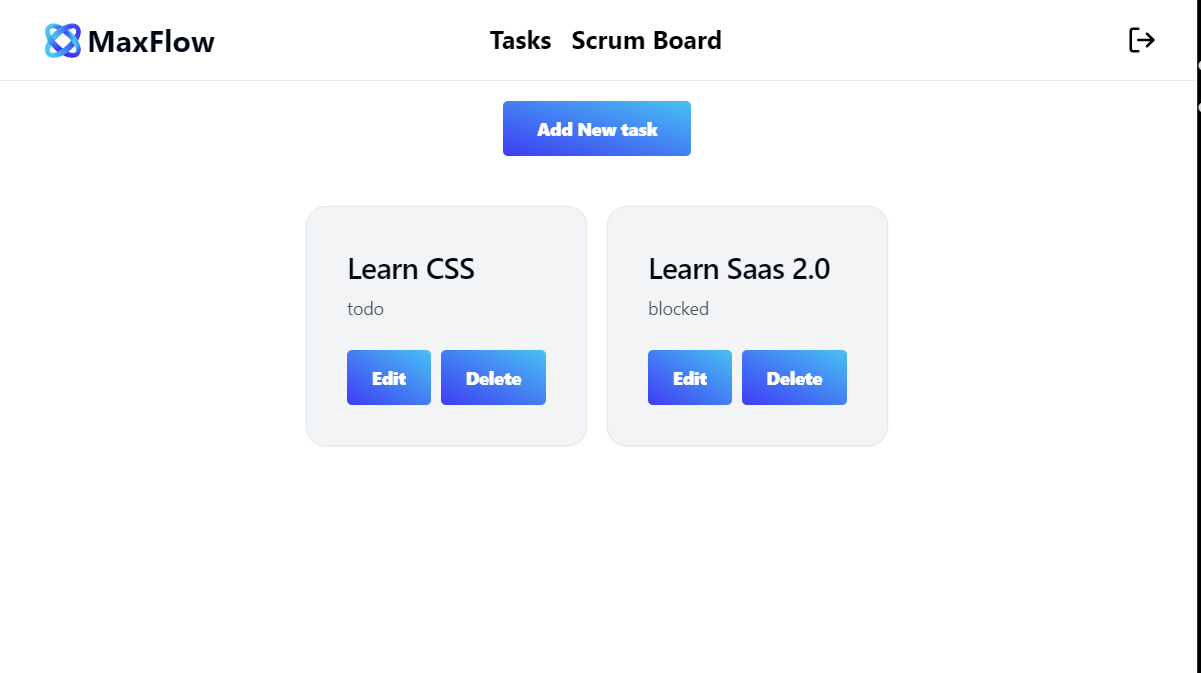 MaxFlow
Tasks Scrum Board
Add New task
Learn CSS
todo
Edit Delete
Learn Saas 2.0
blocked
Edit Delete